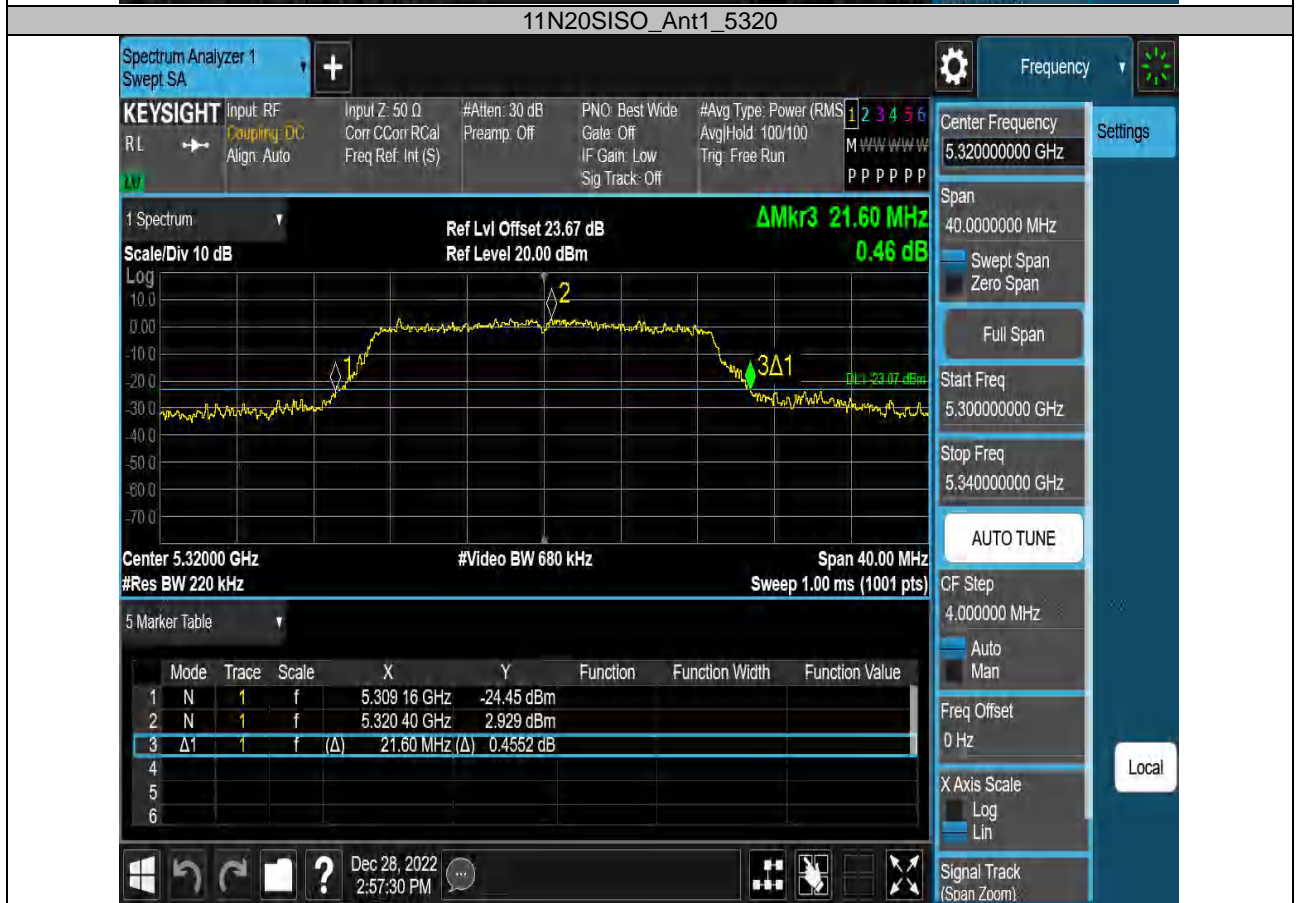 11N20SISO_Ant1_5320
Spectrum Analyzer 1
Swept SA
+
Frequency
KEYSIGHT
RL
Input: RF
Coupling: DC
Align: Auto
Input Z: 50 Ω
Corr CCorr RCal
Freq Ref: Int (S)
#Atten: 30 dB
Preamp: Off
PNO: Best Wide
Gate: Off
IF Gain: Low
Sig Track: Off
#Avg Type: Power (RMS
Avg|Hold: 100/100
Trig: Free Run
1 2 3 4 5 6
M W W W W W
P P P P P P
1 Spectrum
Scale/Div 10 dB
Ref Lvl Offset 23.67 dB
Ref Level 20.00 dBm
ΔMkr3 21.60 MHz
0.46 dB
Log
10.0
0.00
-10.0
-20.0
-30.0
-40.0
-50.0
-60.0
-70.0
1
2
3Δ1
DL1 -23.07 dBm
Center 5.32000 GHz
#Video BW 680 kHz
Span 40.00 MHz
#Res BW 220 kHz
Sweep 1.00 ms (1001 pts)
5 Marker Table
Mode Trace Scale X Y Function Function Width Function Value
1 N 1 f 5.309 16 GHz -24.45 dBm
2 N 1 f 5.320 40 GHz 2.929 dBm
3 Δ1 1 f (Δ) 21.60 MHz (Δ) 0.4552 dB
4
5
6
?
Dec 28, 2022
2:57:30 PM
Center Frequency
5.320000000 GHz
Settings
Span
40.0000000 MHz
Swept Span
Zero Span
Full Span
Start Freq
5.300000000 GHz
Stop Freq
5.340000000 GHz
AUTO TUNE
CF Step
4.000000 MHz
Auto
Man
Freq Offset
0 Hz
Local
X Axis Scale
Log
Lin
Signal Track
(Span Zoom)